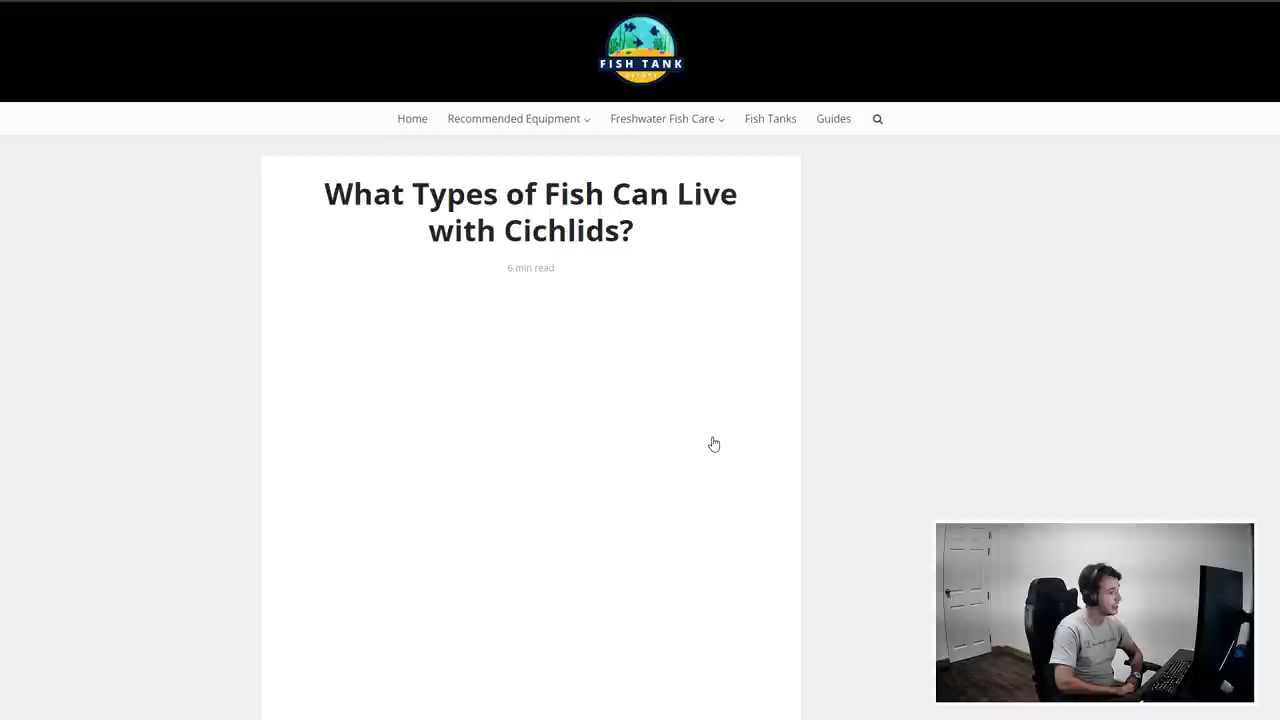 FISH TANK
Home
Recommended Equipment
Freshwater Fish Care
Fish Tanks
Guides
What Types of Fish Can Live
with Cichlids?
6 min read